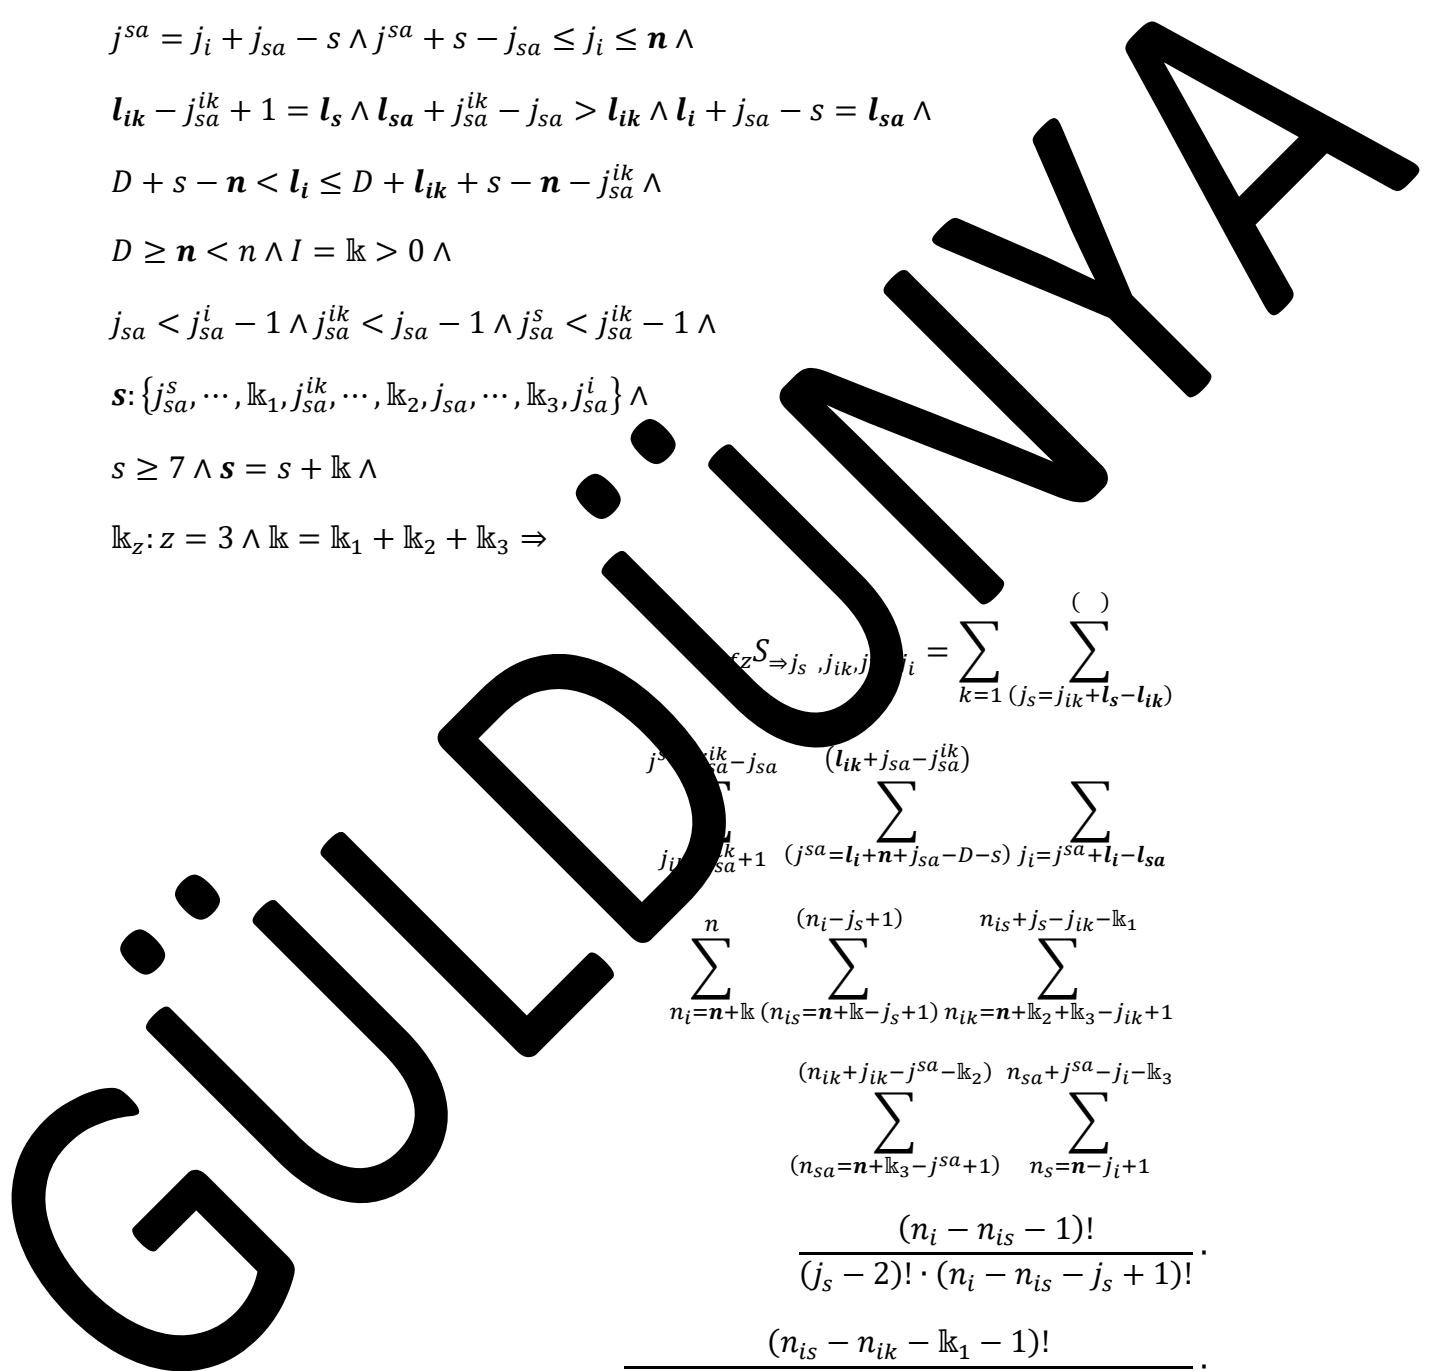 j^{sa} = j_i + j_{sa} − s ∧ j^{sa} + s − j_{sa} ≤ j_i ≤ 𝒏 ∧
𝒍_{𝒊𝒌} − j_{sa}^{ik} + 1 = 𝒍_𝒔 ∧ 𝒍_{𝒔𝒂} + j_{sa}^{ik} − j_{sa} > 𝒍_{𝒊𝒌} ∧ 𝒍_𝒊 + j_{sa} − s = 𝒍_{𝒔𝒂} ∧
D + s − 𝒏 < 𝒍_𝒊 ≤ D + 𝒍_{𝒊𝒌} + s − 𝒏 − j_{sa}^{ik} ∧
D ≥ 𝒏 < n ∧ I = 𝕜 > 0 ∧
j_{sa} < j_{sa}^{i} − 1 ∧ j_{sa}^{ik} < j_{sa} − 1 ∧ j_{sa}^{s} < j_{sa}^{ik} − 1 ∧
𝒔: {j_{sa}^{s}, ⋯, 𝕜_1, j_{sa}^{ik}, ⋯, 𝕜_2, j_{sa}, ⋯, 𝕜_3, j_{sa}^{i}} ∧
s ≥ 7 ∧ 𝒔 = s + 𝕜 ∧
𝕜_z: z = 3 ∧ 𝕜 = 𝕜_1 + 𝕜_2 + 𝕜_3 ⇒
S_{⇒j_s ,j_{ik},} = ∑_{k=1} ∑_{(j_s=j_{ik}+𝒍_𝒔−𝒍_{𝒊𝒌})}^{( )}
∑ ∑_{(j^{sa}=𝒍_𝒊+𝒏+j_{sa}−D−s)}^{(𝒍_{𝒊𝒌}+j_{sa}−j_{sa}^{ik})} ∑_{j_i=j^{sa}+𝒍_𝒊−𝒍_{𝒔𝒂}}
∑_{n_i=𝒏+𝕜}^{n} ∑_{(n_{is}=𝒏+𝕜−j_s+1)}^{(n_i−j_s+1)} ∑_{n_{ik}=𝒏+𝕜_2+𝕜_3−j_{ik}+1}^{n_{is}+j_s−j_{ik}−𝕜_1}
∑_{(n_{sa}=𝒏+𝕜_3−j^{sa}+1)}^{(n_{ik}+j_{ik}−j^{sa}−𝕜_2)} ∑_{n_s=𝒏−j_i+1}^{n_{sa}+j^{sa}−j_i−𝕜_3}
(n_i − n_{is} − 1)!
(j_s − 2)! · (n_i − n_{is} − j_s + 1)! ·
(n_{is} − n_{ik} − 𝕜_1 − 1)! ·
GÜLDÜNYA